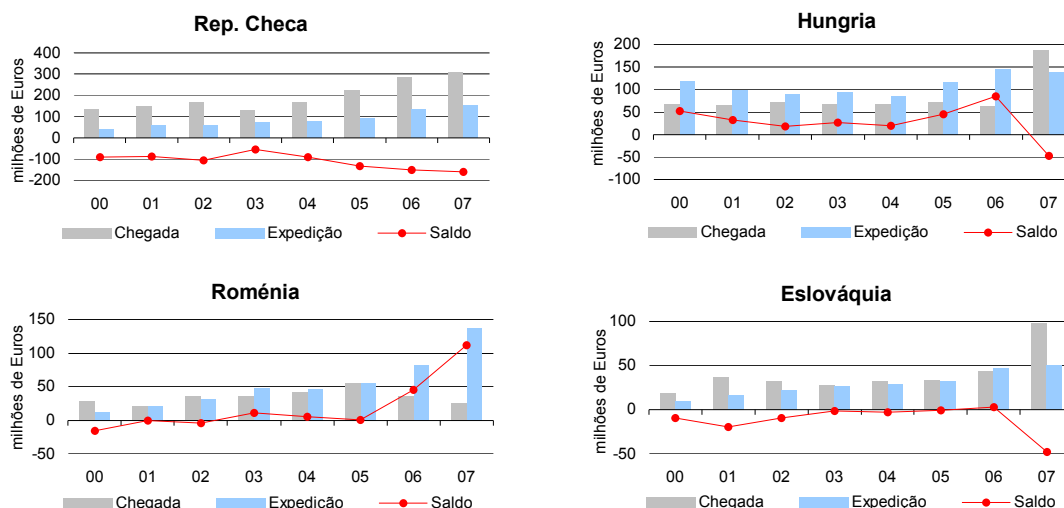 Rep. Checa
milhões de Euros
400
300
200
100
0
-100
-200
00 01 02 03 04 05 06 07
Chegada Expedição Saldo
Hungria
milhões de Euros
200
150
100
50
0
-50
-100
00 01 02 03 04 05 06 07
Chegada Expedição Saldo
Roménia
milhões de Euros
150
100
50
0
-50
00 01 02 03 04 05 06 07
Chegada Expedição Saldo
Eslováquia
milhões de Euros
100
50
0
-50
00 01 02 03 04 05 06 07
Chegada Expedição Saldo